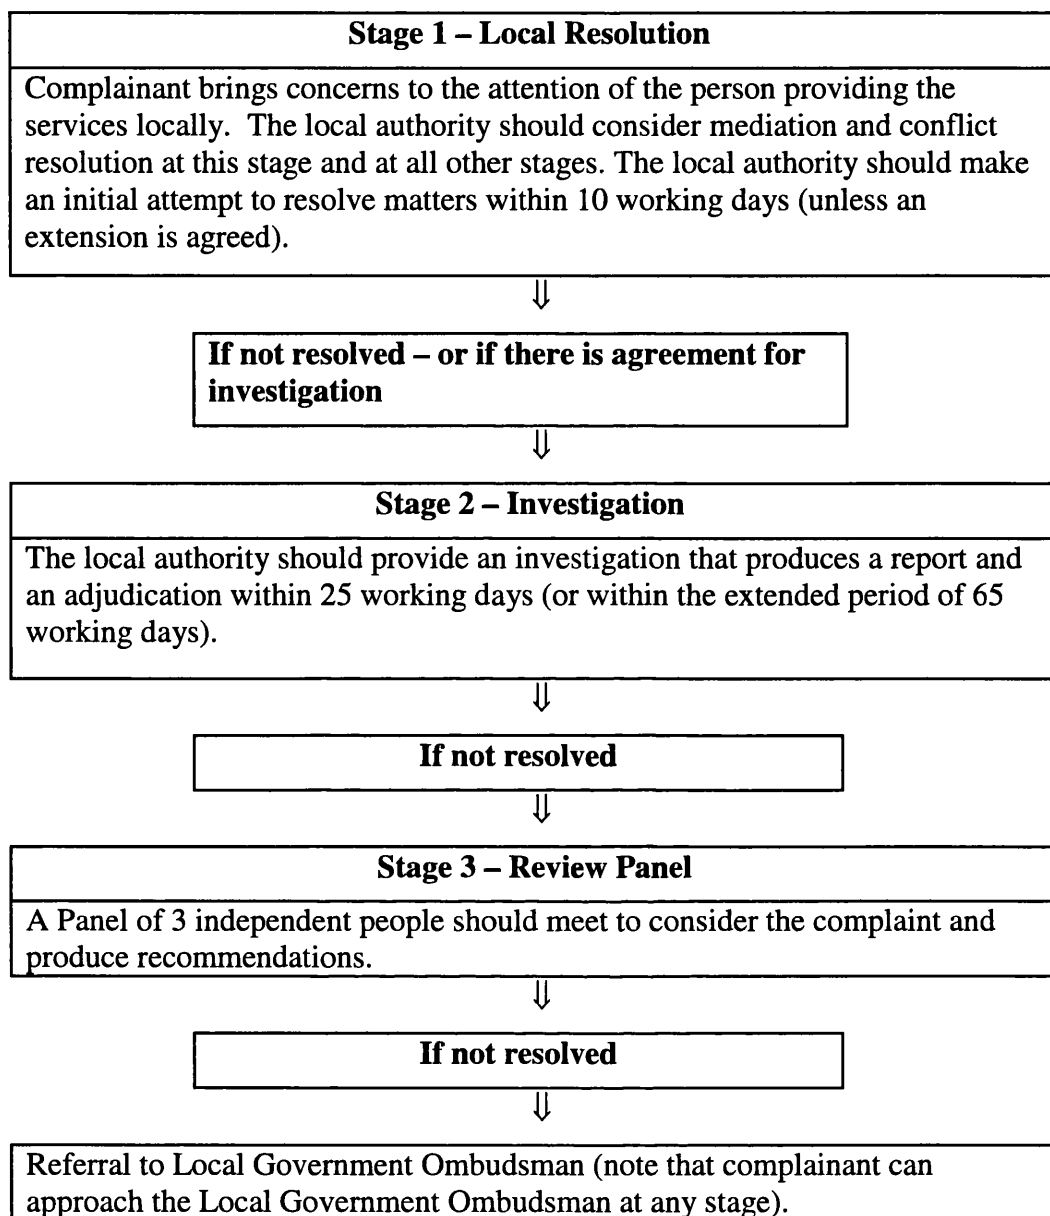 Stage 1 – Local Resolution
Complainant brings concerns to the attention of the person providing the
services locally. The local authority should consider mediation and conflict
resolution at this stage and at all other stages. The local authority should make
an initial attempt to resolve matters within 10 working days (unless an
extension is agreed).
⇓
If not resolved – or if there is agreement for
investigation
⇓
Stage 2 – Investigation
The local authority should provide an investigation that produces a report and
an adjudication within 25 working days (or within the extended period of 65
working days).
⇓
If not resolved
⇓
Stage 3 – Review Panel
A Panel of 3 independent people should meet to consider the complaint and
produce recommendations.
⇓
If not resolved
⇓
Referral to Local Government Ombudsman (note that complainant can
approach the Local Government Ombudsman at any stage).